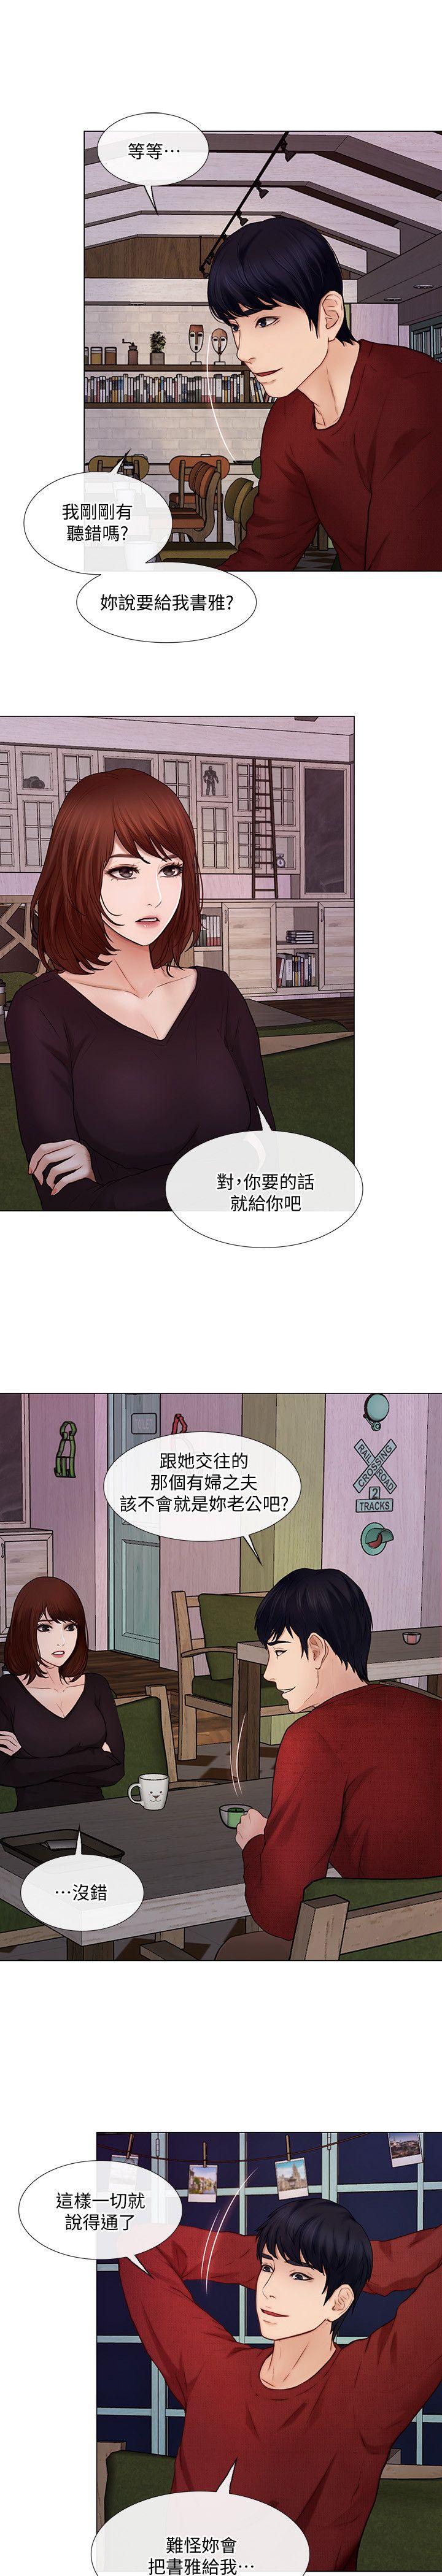 等等…
我剛剛有
聽錯嗎?
妳說要給我書雅?
對,你要的話
就給你吧
跟她交往的
那個有婦之夫
該不會就是妳老公吧?
RAILROAD
CROSSING
2
TRACKS
…沒錯
這樣一切就
說得通了
難怪妳會
把書雅給我…